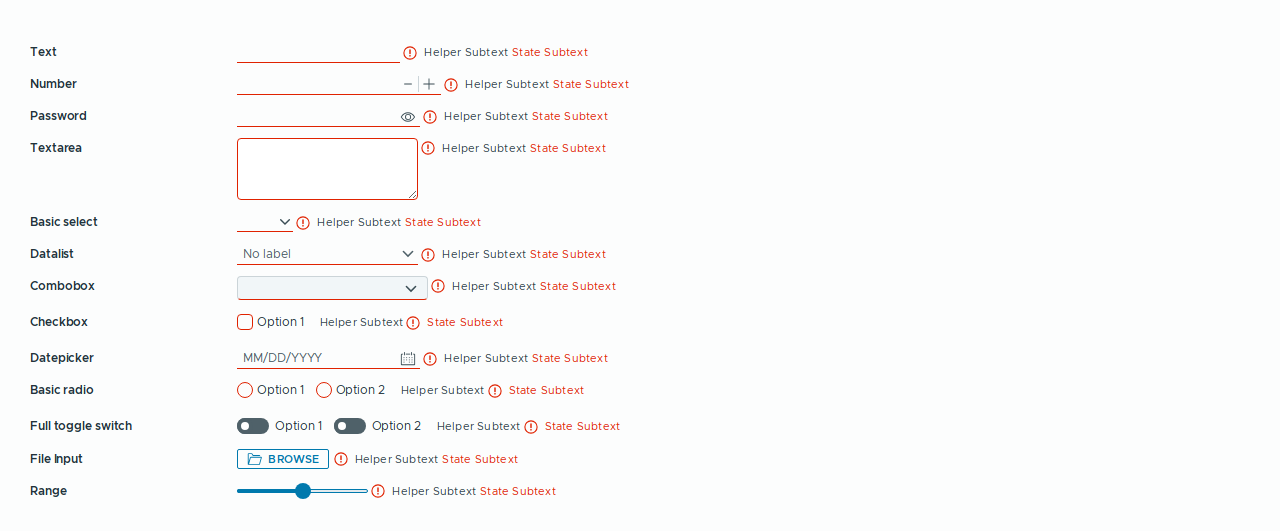 Text Helper Subtext State Subtext
Number Helper Subtext State Subtext
Password Helper Subtext State Subtext
Textarea Helper Subtext State Subtext
Basic select Helper Subtext State Subtext
Datalist No label Helper Subtext State Subtext
Combobox Helper Subtext State Subtext
Checkbox Option 1 Helper Subtext State Subtext
Datepicker MM/DD/YYYY Helper Subtext State Subtext
Basic radio Option 1 Option 2 Helper Subtext State Subtext
Full toggle switch Option 1 Option 2 Helper Subtext State Subtext
File Input BROWSE Helper Subtext State Subtext
Range Helper Subtext State Subtext